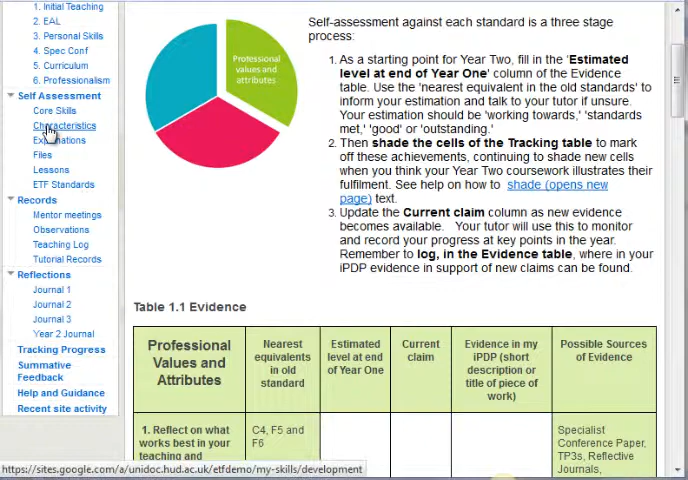 1. Initial Teaching
2. EAL
3. Personal Skills
4. Spec Conf
5. Curriculum
6. Professionalism
Self Assessment
Core Skills
Characteristics
Files
Lessons
ETF Standards
Records
Mentor meetings
Observations
Teaching Log
Tutorial Records
Reflections
Journal 1
Journal 2
Journal 3
Year 2 Journal
Tracking Progress
Summative
Feedback
Help and Guidance
Recent site activity
Professional
values and
attributes
Self-assessment against each standard is a three stage
process:
1. As a starting point for Year Two, fill in the 'Estimated
level at end of Year One' column of the Evidence
table. Use the 'nearest equivalent in the old standards' to
inform your estimation and talk to your tutor if unsure.
Your estimation should be 'working towards,' 'standards
met,' 'good' or 'outstanding.'
2. Then shade the cells of the Tracking table to mark
off these achievements, continuing to shade new cells
when you think your Year Two coursework illustrates their
fulfilment. See help on how to shade (opens new
page) text.
3. Update the Current claim column as new evidence
becomes available. Your tutor will use this to monitor
and record your progress at key points in the year.
Remember to log, in the Evidence table, where in your
iPDP evidence in support of new claims can be found.
Table 1.1 Evidence
Professional
Values and
Attributes
Nearest
equivalents
in old
standard
Estimated
level at end
of Year One
Current
claim
Evidence in my
iPDP (short
description or
title of piece of
work)
Possible Sources
of Evidence
1. Reflect on what
works best in your
teaching and
C4, F5 and
F6
Specialist
Conference Paper,
TP3s, Reflective
Journals,
https://sites.google.com/a/unidoc.hud.ac.uk/etfdemo/my-skills/development